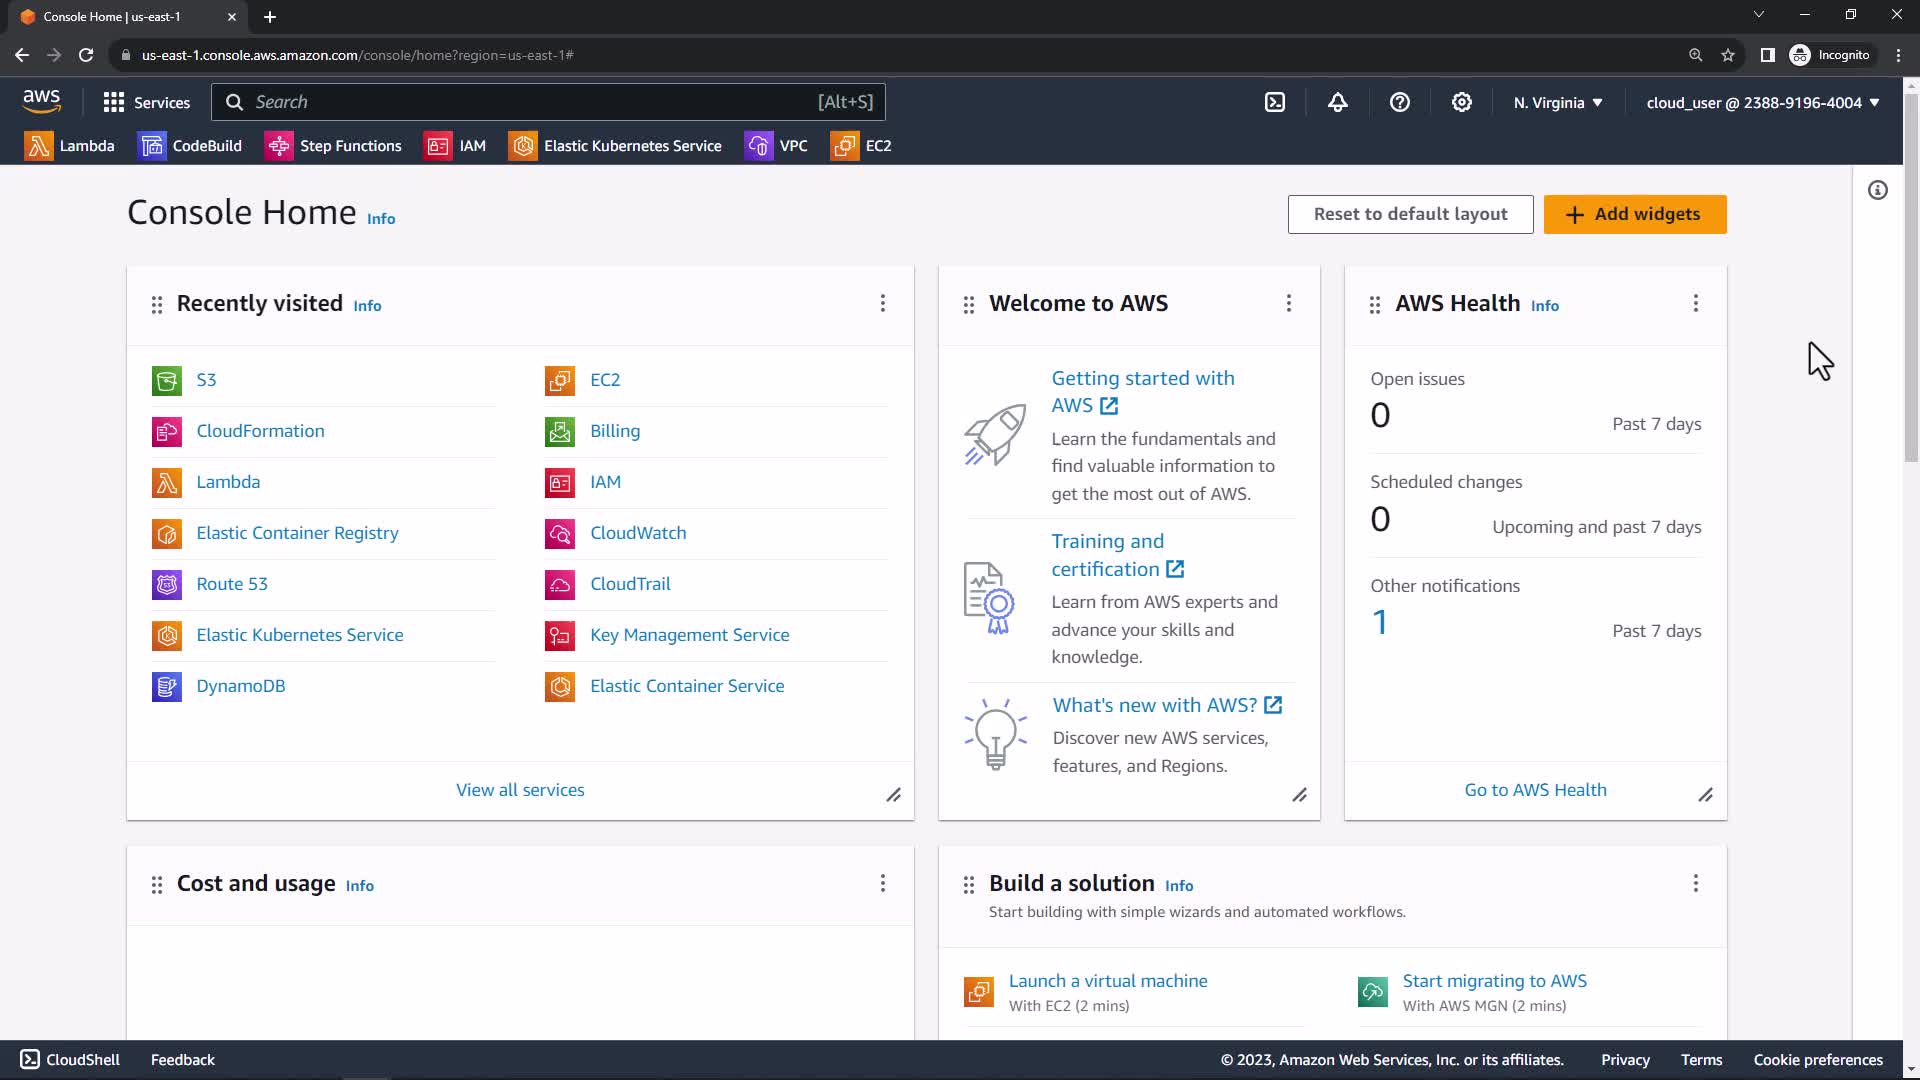 Console Home | us-east-1
us-east-1.console.aws.amazon.com/console/home?region=us-east-1#
Incognito
aws
Services
Search
[Alt+S]
N. Virginia
cloud_user @ 2388-9196-4004
Lambda
CodeBuild
Step Functions
IAM
Elastic Kubernetes Service
VPC
EC2
Console Home Info
Reset to default layout
Add widgets
Recently visited Info
S3
EC2
CloudFormation
Billing
Lambda
IAM
Elastic Container Registry
CloudWatch
Route 53
CloudTrail
Elastic Kubernetes Service
Key Management Service
DynamoDB
Elastic Container Service
View all services
Welcome to AWS
Getting started with
AWS
Learn the fundamentals and
find valuable information to
get the most out of AWS.
Training and
certification
Learn from AWS experts and
advance your skills and
knowledge.
What's new with AWS?
Discover new AWS services,
features, and Regions.
AWS Health Info
Open issues
0
Past 7 days
Scheduled changes
0
Upcoming and past 7 days
Other notifications
1
Past 7 days
Go to AWS Health
Cost and usage Info
Build a solution Info
Start building with simple wizards and automated workflows.
Launch a virtual machine
With EC2 (2 mins)
Start migrating to AWS
With AWS MGN (2 mins)
CloudShell
Feedback
© 2023, Amazon Web Services, Inc. or its affiliates.
Privacy
Terms
Cookie preferences